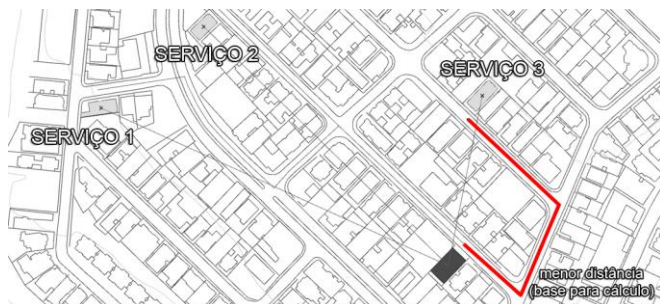 SERVIÇO 2
SERVIÇO 3
SERVIÇO 1
menor distância
(base para cálculo)